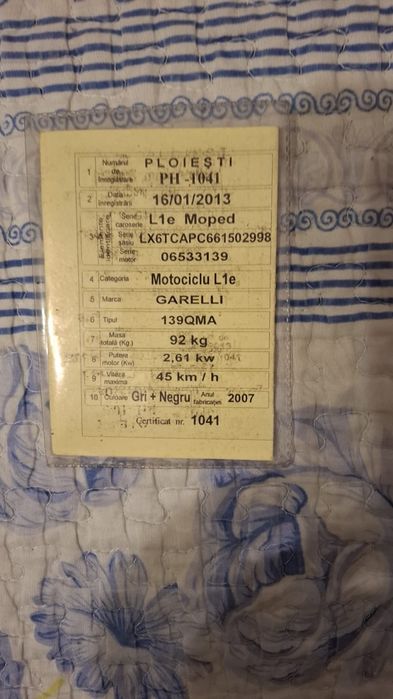 1 Numărul de înregistrare PLOIEȘTI PH -1041
2 Data înregistrării 16/01/2013
Serie caroserie L1e Moped
3 Serie șasiu LX6TCAPC661502998
Serie motor 06533139
4 Categoria Motociclu L1e
5 Marca GARELLI
6 Tipul 139QMA
7 Masa totală (Kg.) 92 kg
8 Putere motor (Kw) 2,61 kw
9 Viteza maxima 45 km / h
10 Culoare Gri + Negru Anul fabricației 2007
Certificat nr. 1041